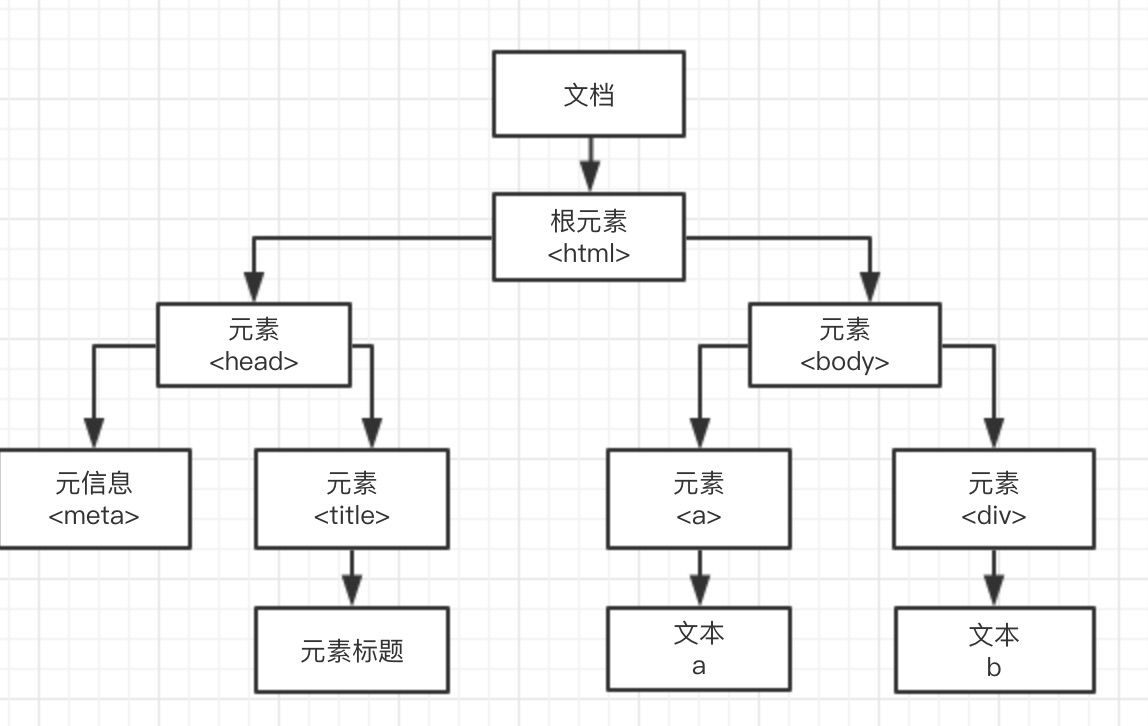 文档
根元素
<html>
元素
<head>
元素
<body>
元信息
<meta>
元素
<title>
元素
<a>
元素
<div>
元素标题
文本
a
文本
b